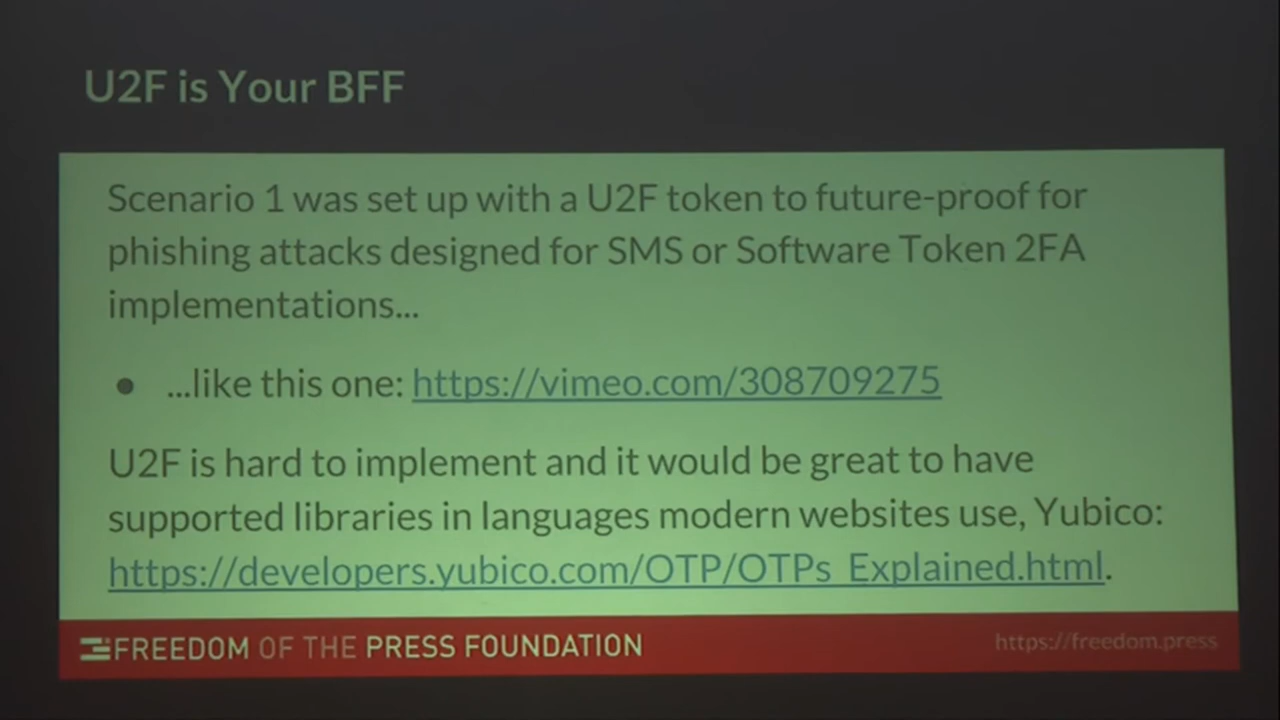 U2F is Your BFF
Scenario 1 was set up with a U2F token to future-proof for
phishing attacks designed for SMS or Software Token 2FA
implementations...
● ...like this one: https://vimeo.com/308709275
U2F is hard to implement and it would be great to have
supported libraries in languages modern websites use, Yubico:
https://developers.yubico.com/OTP/OTPs_Explained.html.
FREEDOM OF THE PRESS FOUNDATION
https://freedom.press